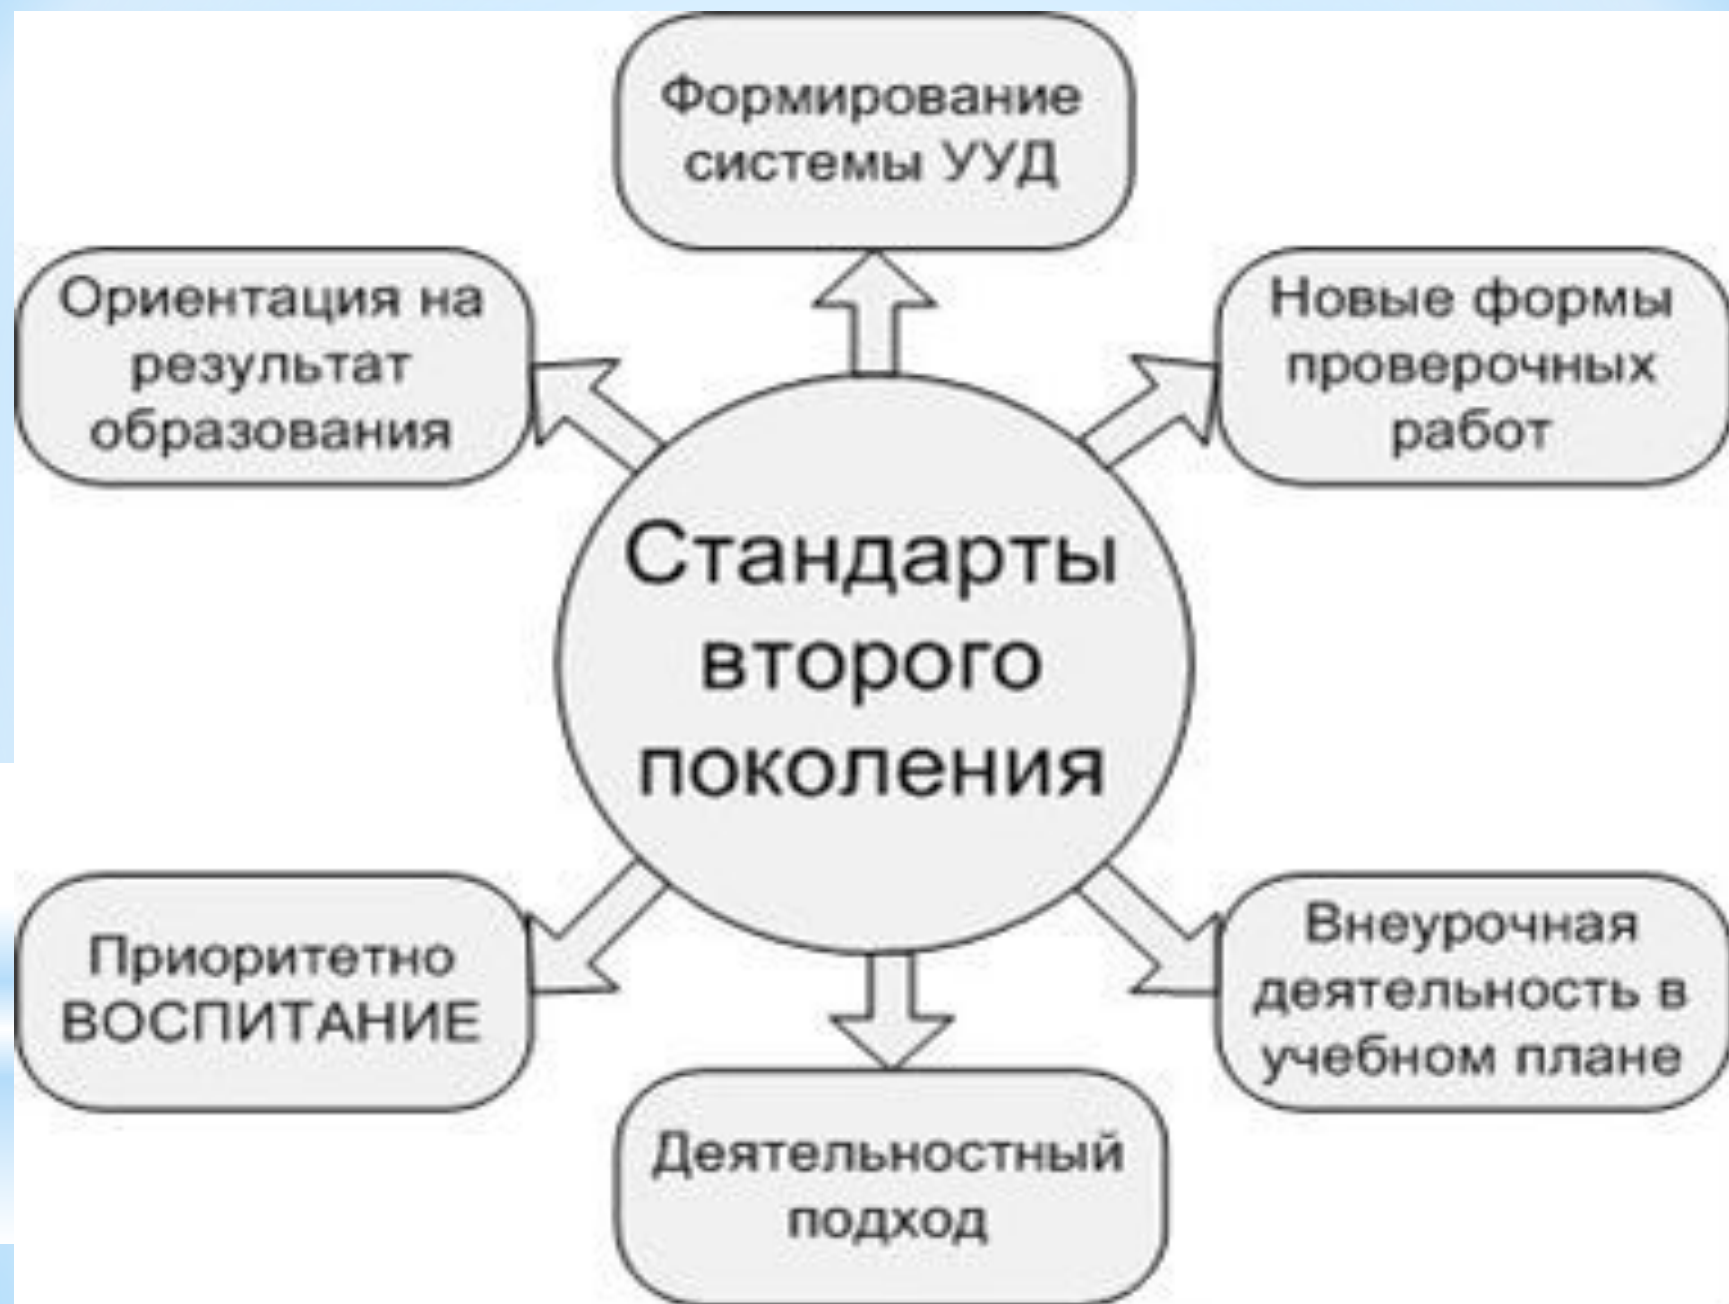 Формирование
системы УУД
Ориентация на
результат
образования
Новые формы
проверочных
работ
Стандарты
второго
поколения
Приоритетно
ВОСПИТАНИЕ
Внеурочная
деятельность в
учебном плане
Деятельностный
подход